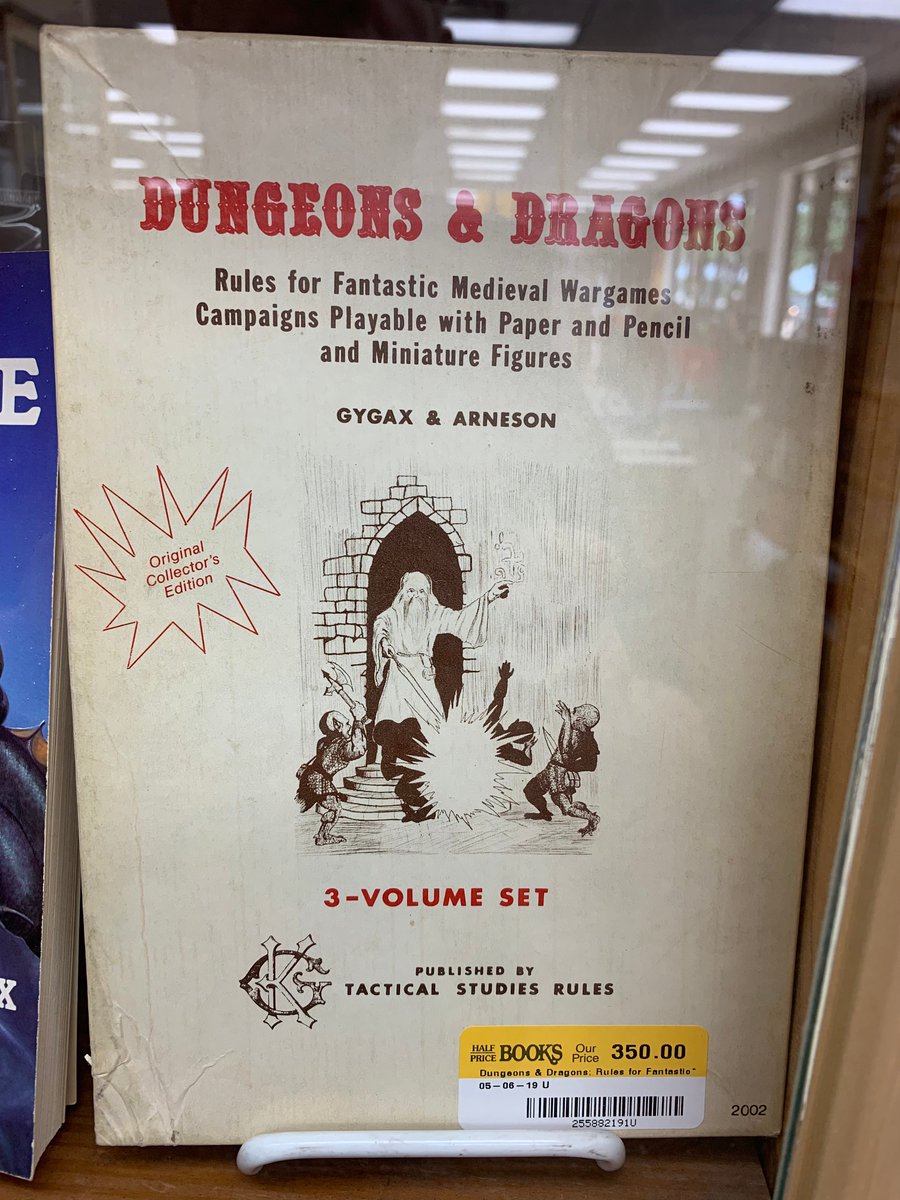 DUNGEONS & DRAGONS
Rules for Fantastic Medieval Wargames
Campaigns Playable with Paper and Pencil
and Miniature Figures
GYGAX & ARNESON
Original
Collector's
Edition
3-VOLUME SET
GK
PUBLISHED BY
TACTICAL STUDIES RULES
HALF
PRICE BOOKS Our
Price 350.00
Dungeons & Dragons: Rules for Fantastic
05-06-19 U
255882191U
2002
E
X